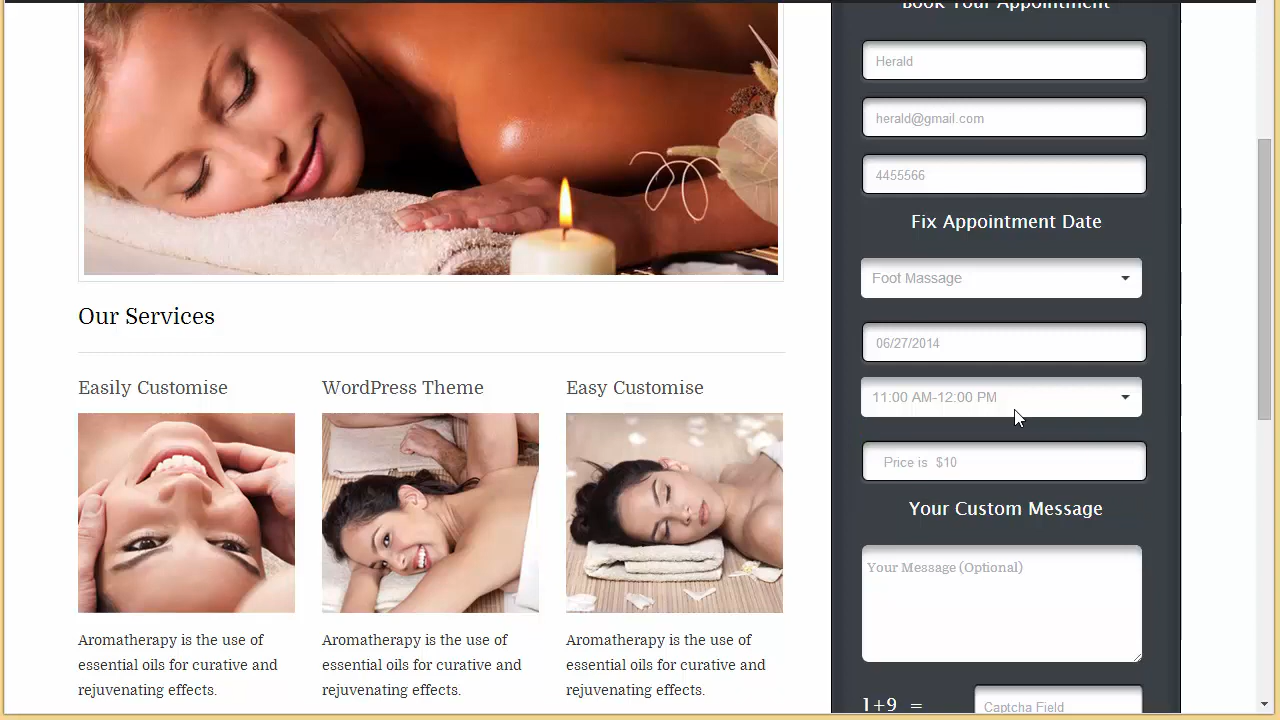 Book Your Appointment
Herald
herald@gmail.com
4455566
Fix Appointment Date
Foot Massage
06/27/2014
11:00 AM-12:00 PM
Price is $10
Your Custom Message
Your Message (Optional)
1+9 =
Captcha Field
Our Services
Easily Customise
Aromatherapy is the use of
essential oils for curative and
rejuvenating effects.
WordPress Theme
Aromatherapy is the use of
essential oils for curative and
rejuvenating effects.
Easy Customise
Aromatherapy is the use of
essential oils for curative and
rejuvenating effects.